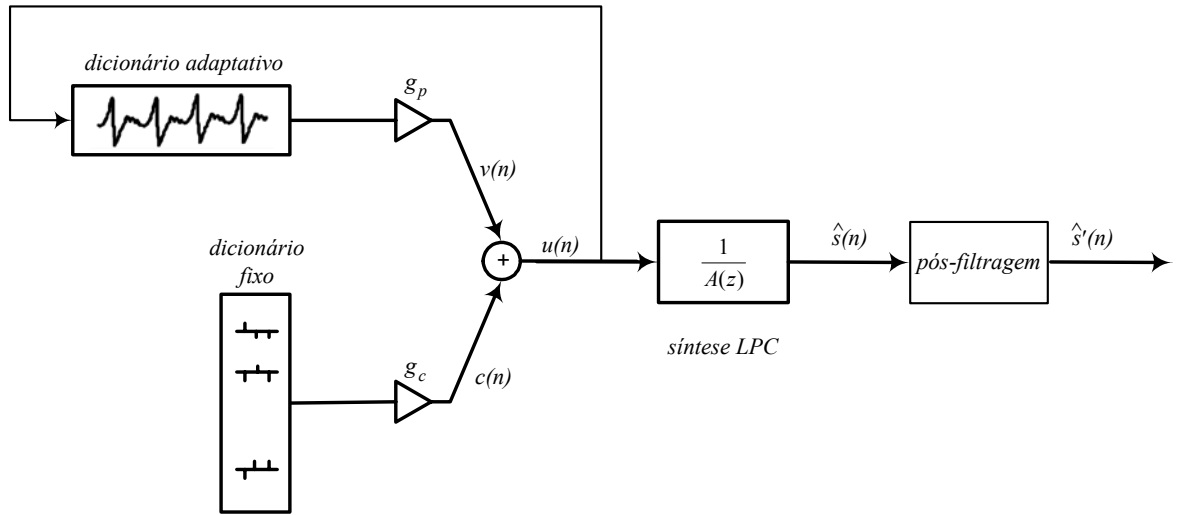 dicionário adaptativo
g_p
v(n)
dicionário
fixo
+
u(n)
1
A(z)
síntese LPC
ŝ(n)
pós-filtragem
ŝ'(n)
g_c
c(n)